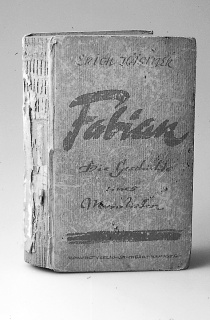 ERICH KÄSTNER
Fabian
Die Geschichte
eines
Moralisten